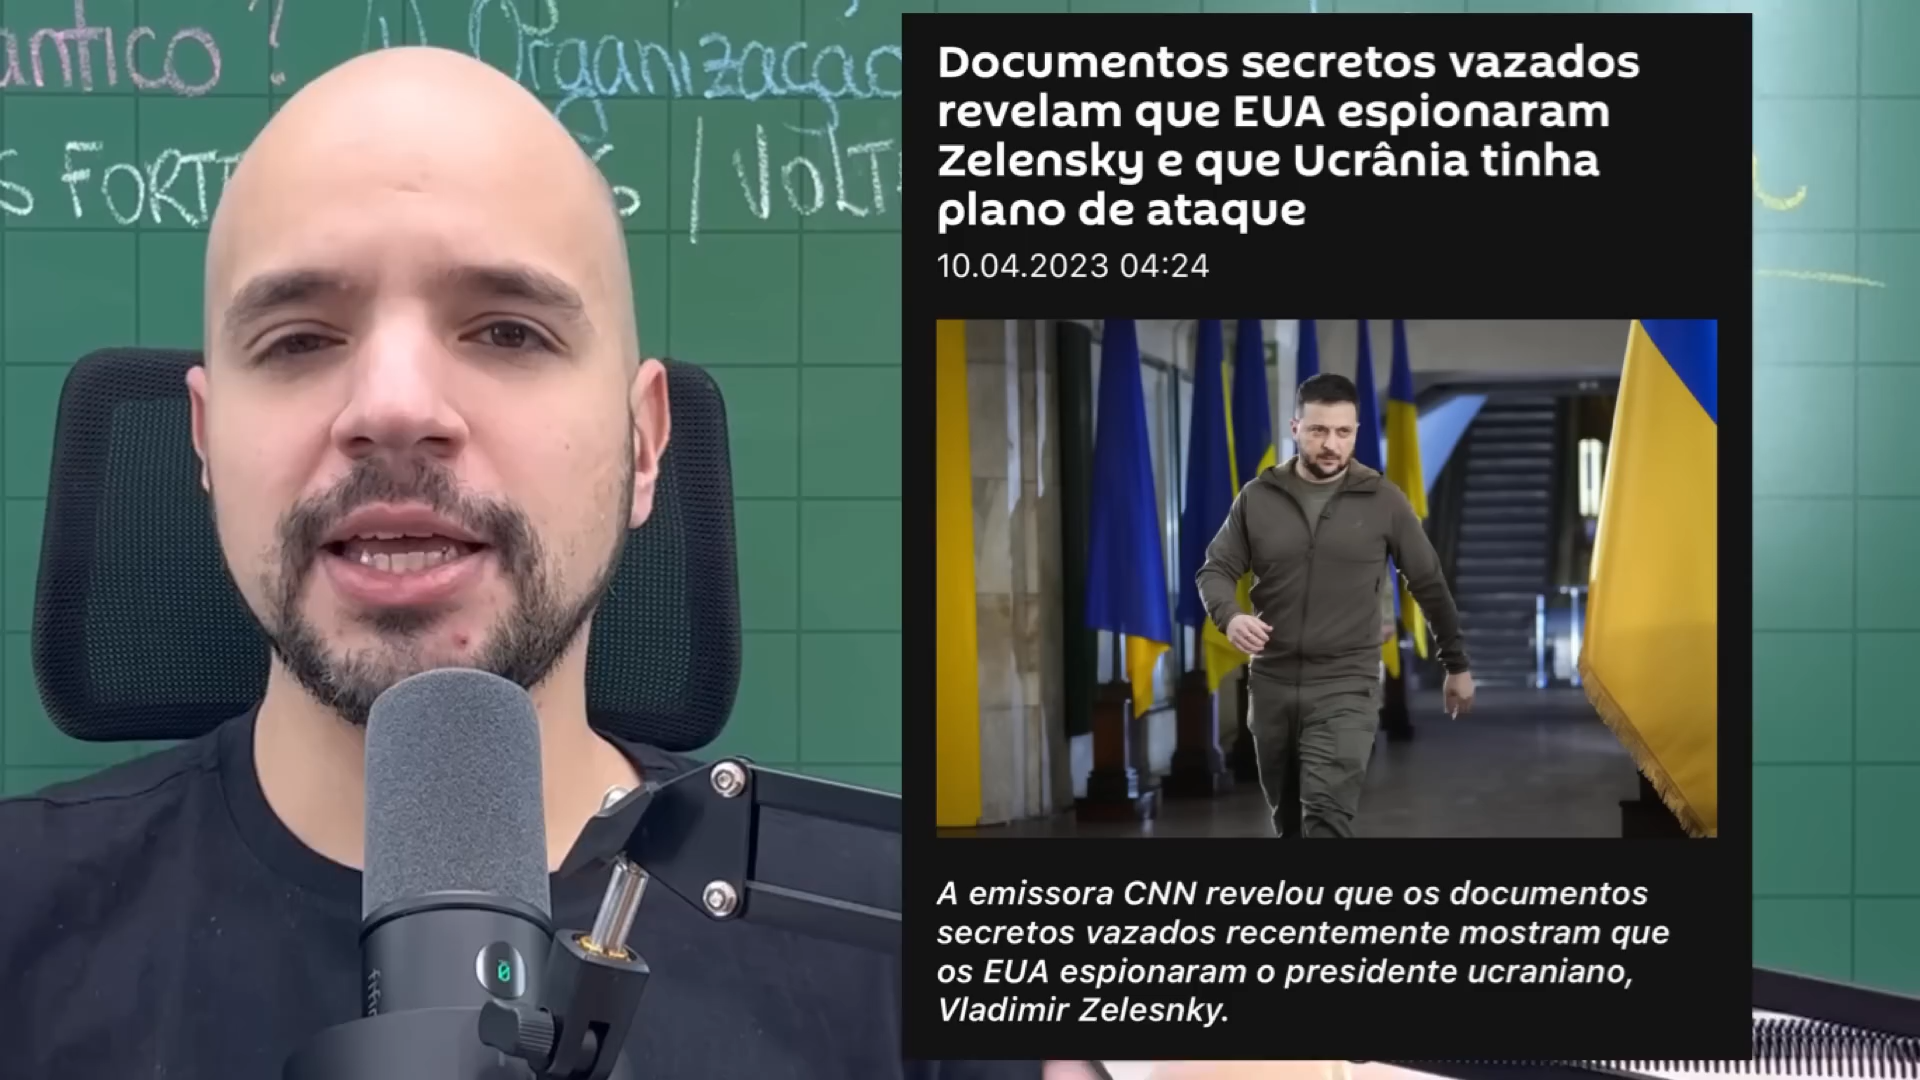 Organização
FORT
/ VOLT
Documentos secretos vazados
revelam que EUA espionaram
Zelensky e que Ucrânia tinha
plano de ataque
10.04.2023 04:24
A emissora CNN revelou que os documentos
secretos vazados recentemente mostram que
os EUA espionaram o presidente ucraniano,
Vladimir Zelesnky.